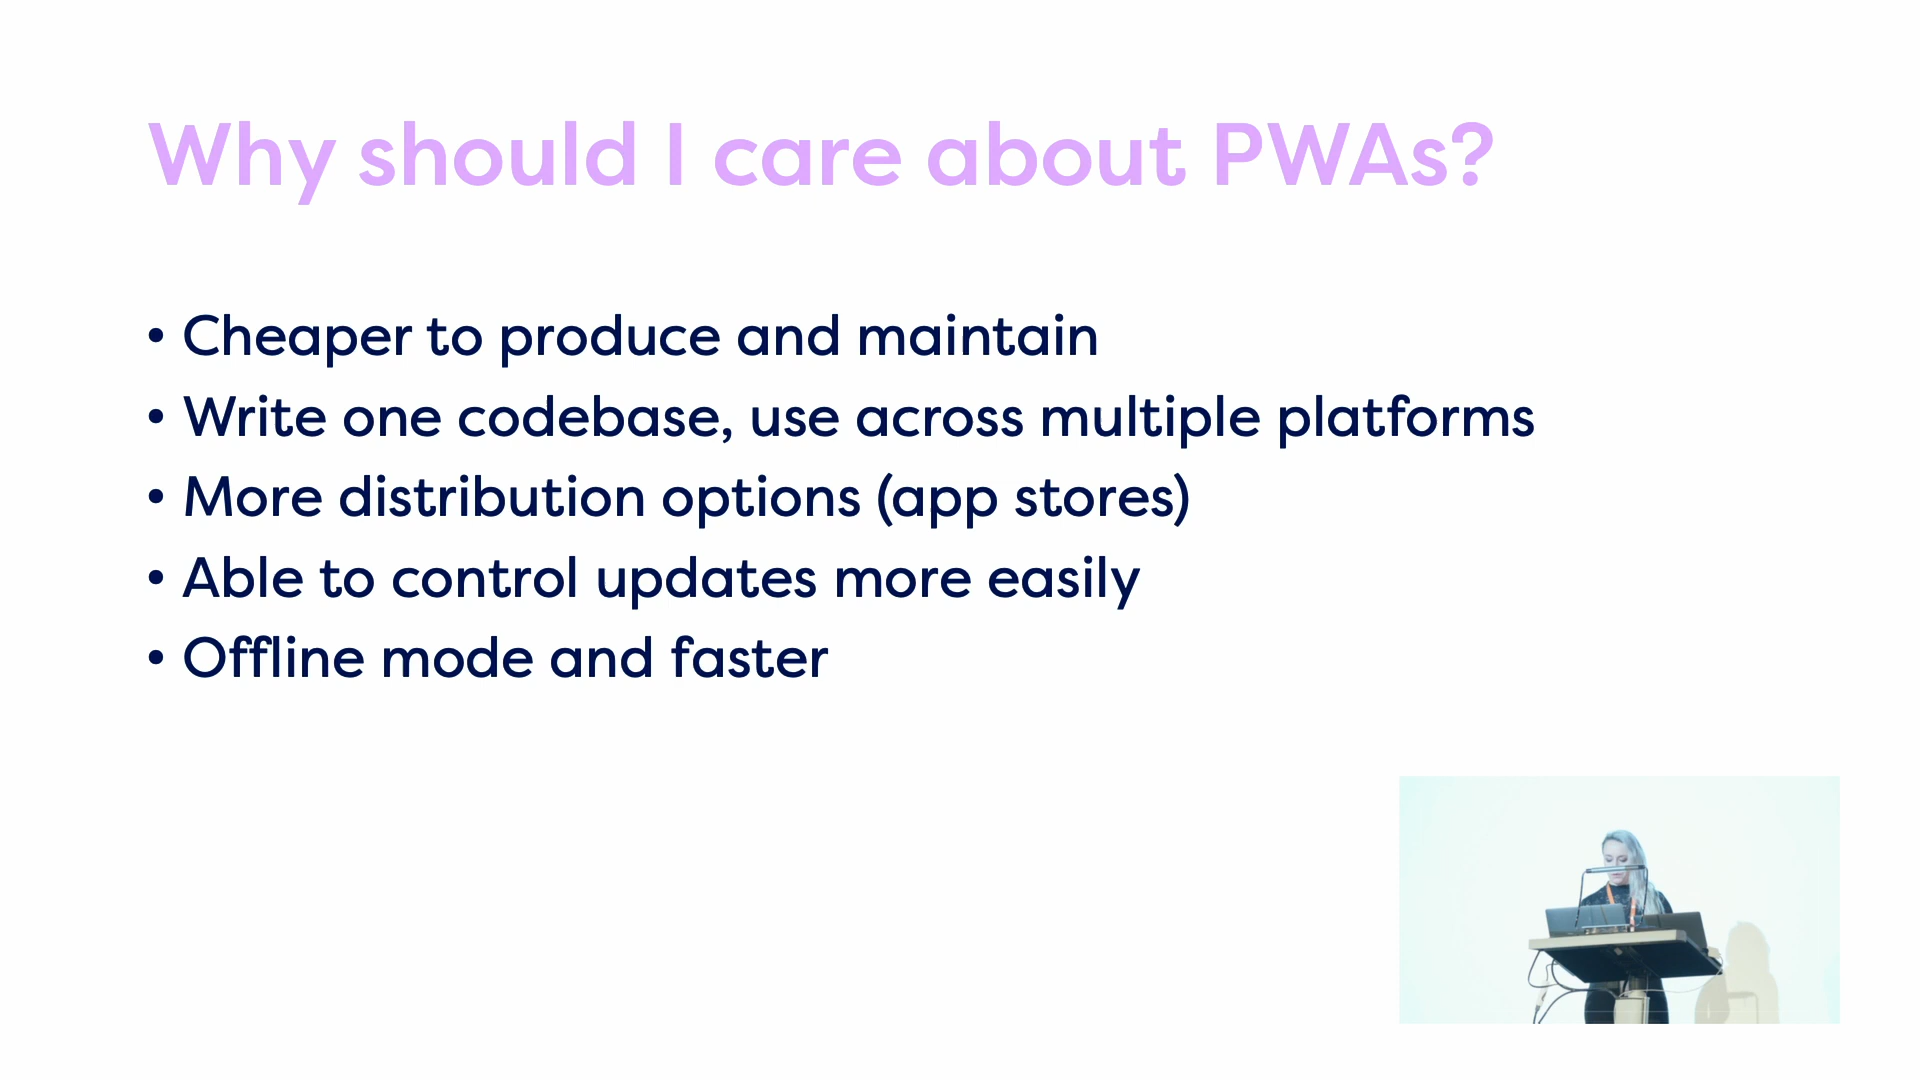 Why should I care about PWAs?
• Cheaper to produce and maintain
• Write one codebase, use across multiple platforms
• More distribution options (app stores)
• Able to control updates more easily
• Offline mode and faster